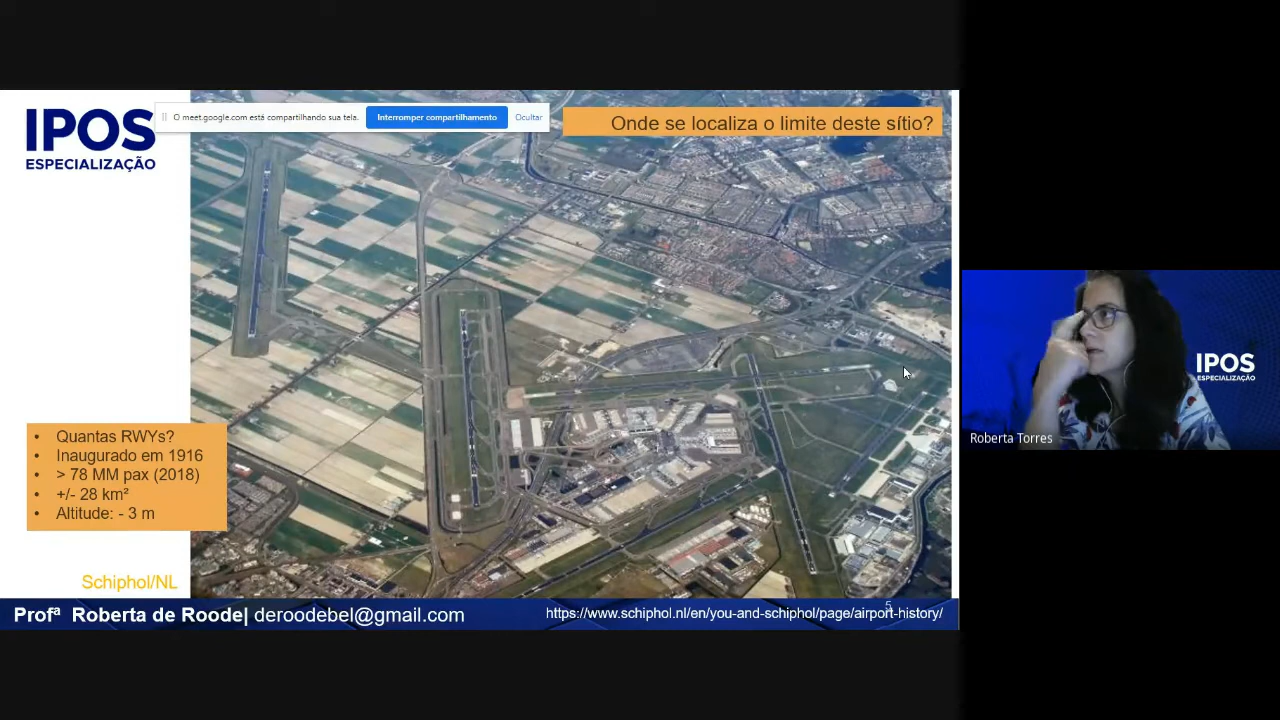 IPOS
ESPECIALIZAÇÃO
O meet.google.com está compartilhando sua tela.
Interromper compartilhamento
Ocultar
Onde se localiza o limite deste sítio?
• Quantas RWYs?
• Inaugurado em 1916
• > 78 MM pax (2018)
• +/- 28 km²
• Altitude: - 3 m
Schiphol/NL
Profª Roberta de Roode| deroodebel@gmail.com
5
https://www.schiphol.nl/en/you-and-schiphol/page/airport-history/
IPOS
ESPECIALIZAÇÃO
Roberta Torres